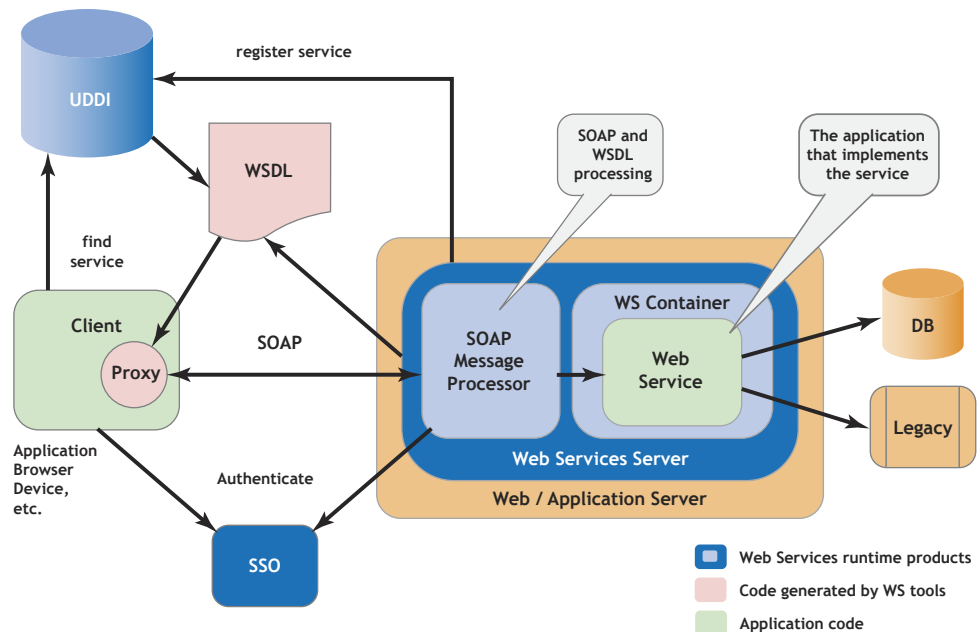 register service
UDDI
WSDL
SOAP and
WSDL
processing
The application
that implements
the service
find
service
Client
Proxy
SOAP
SOAP
Message
Processor
WS Container
Web
Service
DB
Legacy
Web Services Server
Web / Application Server
Application
Browser
Device,
etc.
Authenticate
SSO
Web Services runtime products
Code generated by WS tools
Application code